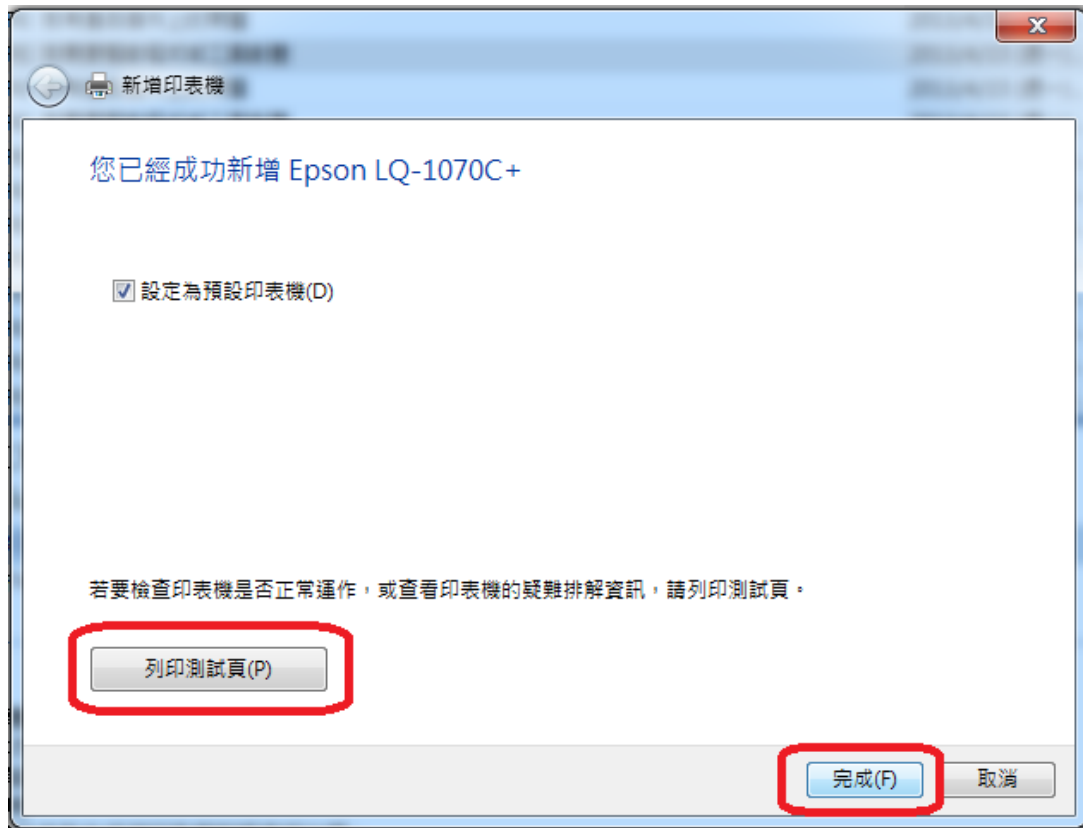 新增印表機
您已經成功新增 Epson LQ-1070C+
設定為預設印表機(D)
若要檢查印表機是否正常運作，或查看印表機的疑難排解資訊，請列印測試頁。
列印測試頁(P)
完成(F)
取消